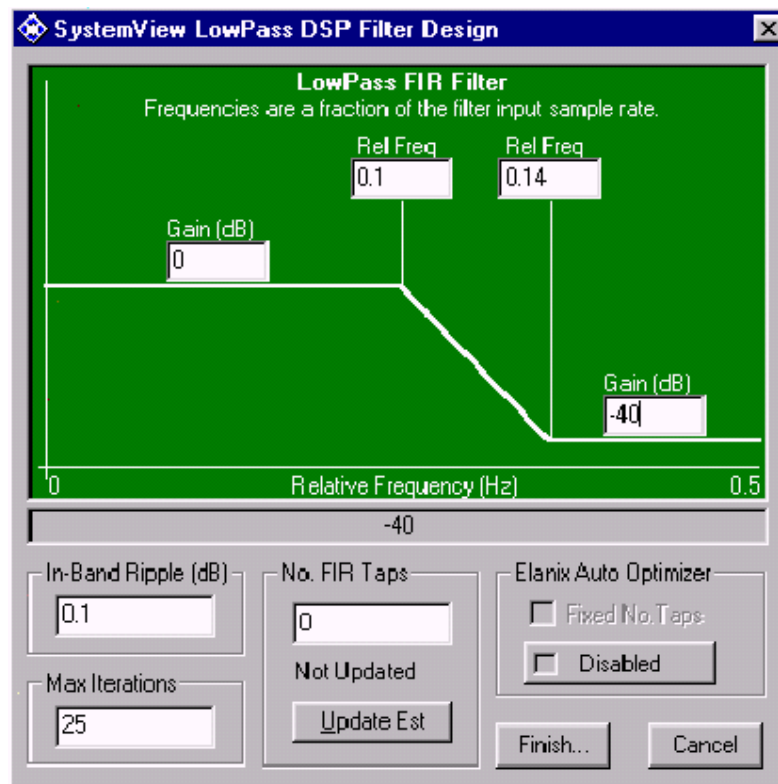 SystemView LowPass DSP Filter Design
LowPass FIR Filter
Frequencies are a fraction of the filter input sample rate.
Rel Freq
0.1
Rel Freq
0.14
Gain (dB)
0
Gain (dB)
-40
0
Relative Frequency (Hz)
0.5
-40
In-Band Ripple (dB)
0.1
Max Iterations
25
No. FIR Taps
0
Not Updated
Update Est
Elanix Auto Optimizer
Fixed No.Taps
Disabled
Finish...
Cancel